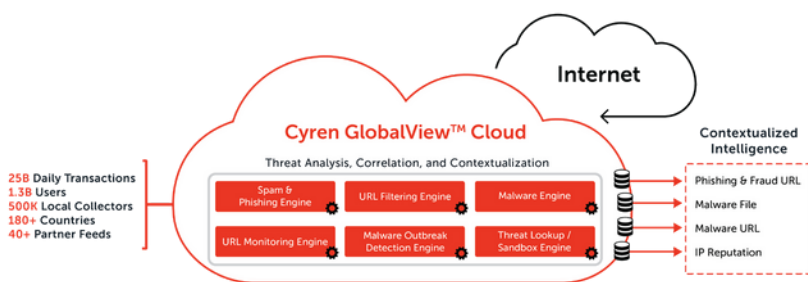 Internet
Cyren GlobalView™ Cloud
Threat Analysis, Correlation, and Contextualization
25B Daily Transactions
1.3B Users
500K Local Collectors
180+ Countries
40+ Partner Feeds
Spam &
Phishing Engine
URL Filtering Engine
Malware Engine
URL Monitoring Engine
Malware Outbreak
Detection Engine
Threat Lookup /
Sandbox Engine
Contextualized
Intelligence
Phishing & Fraud URL
Malware File
Malware URL
IP Reputation